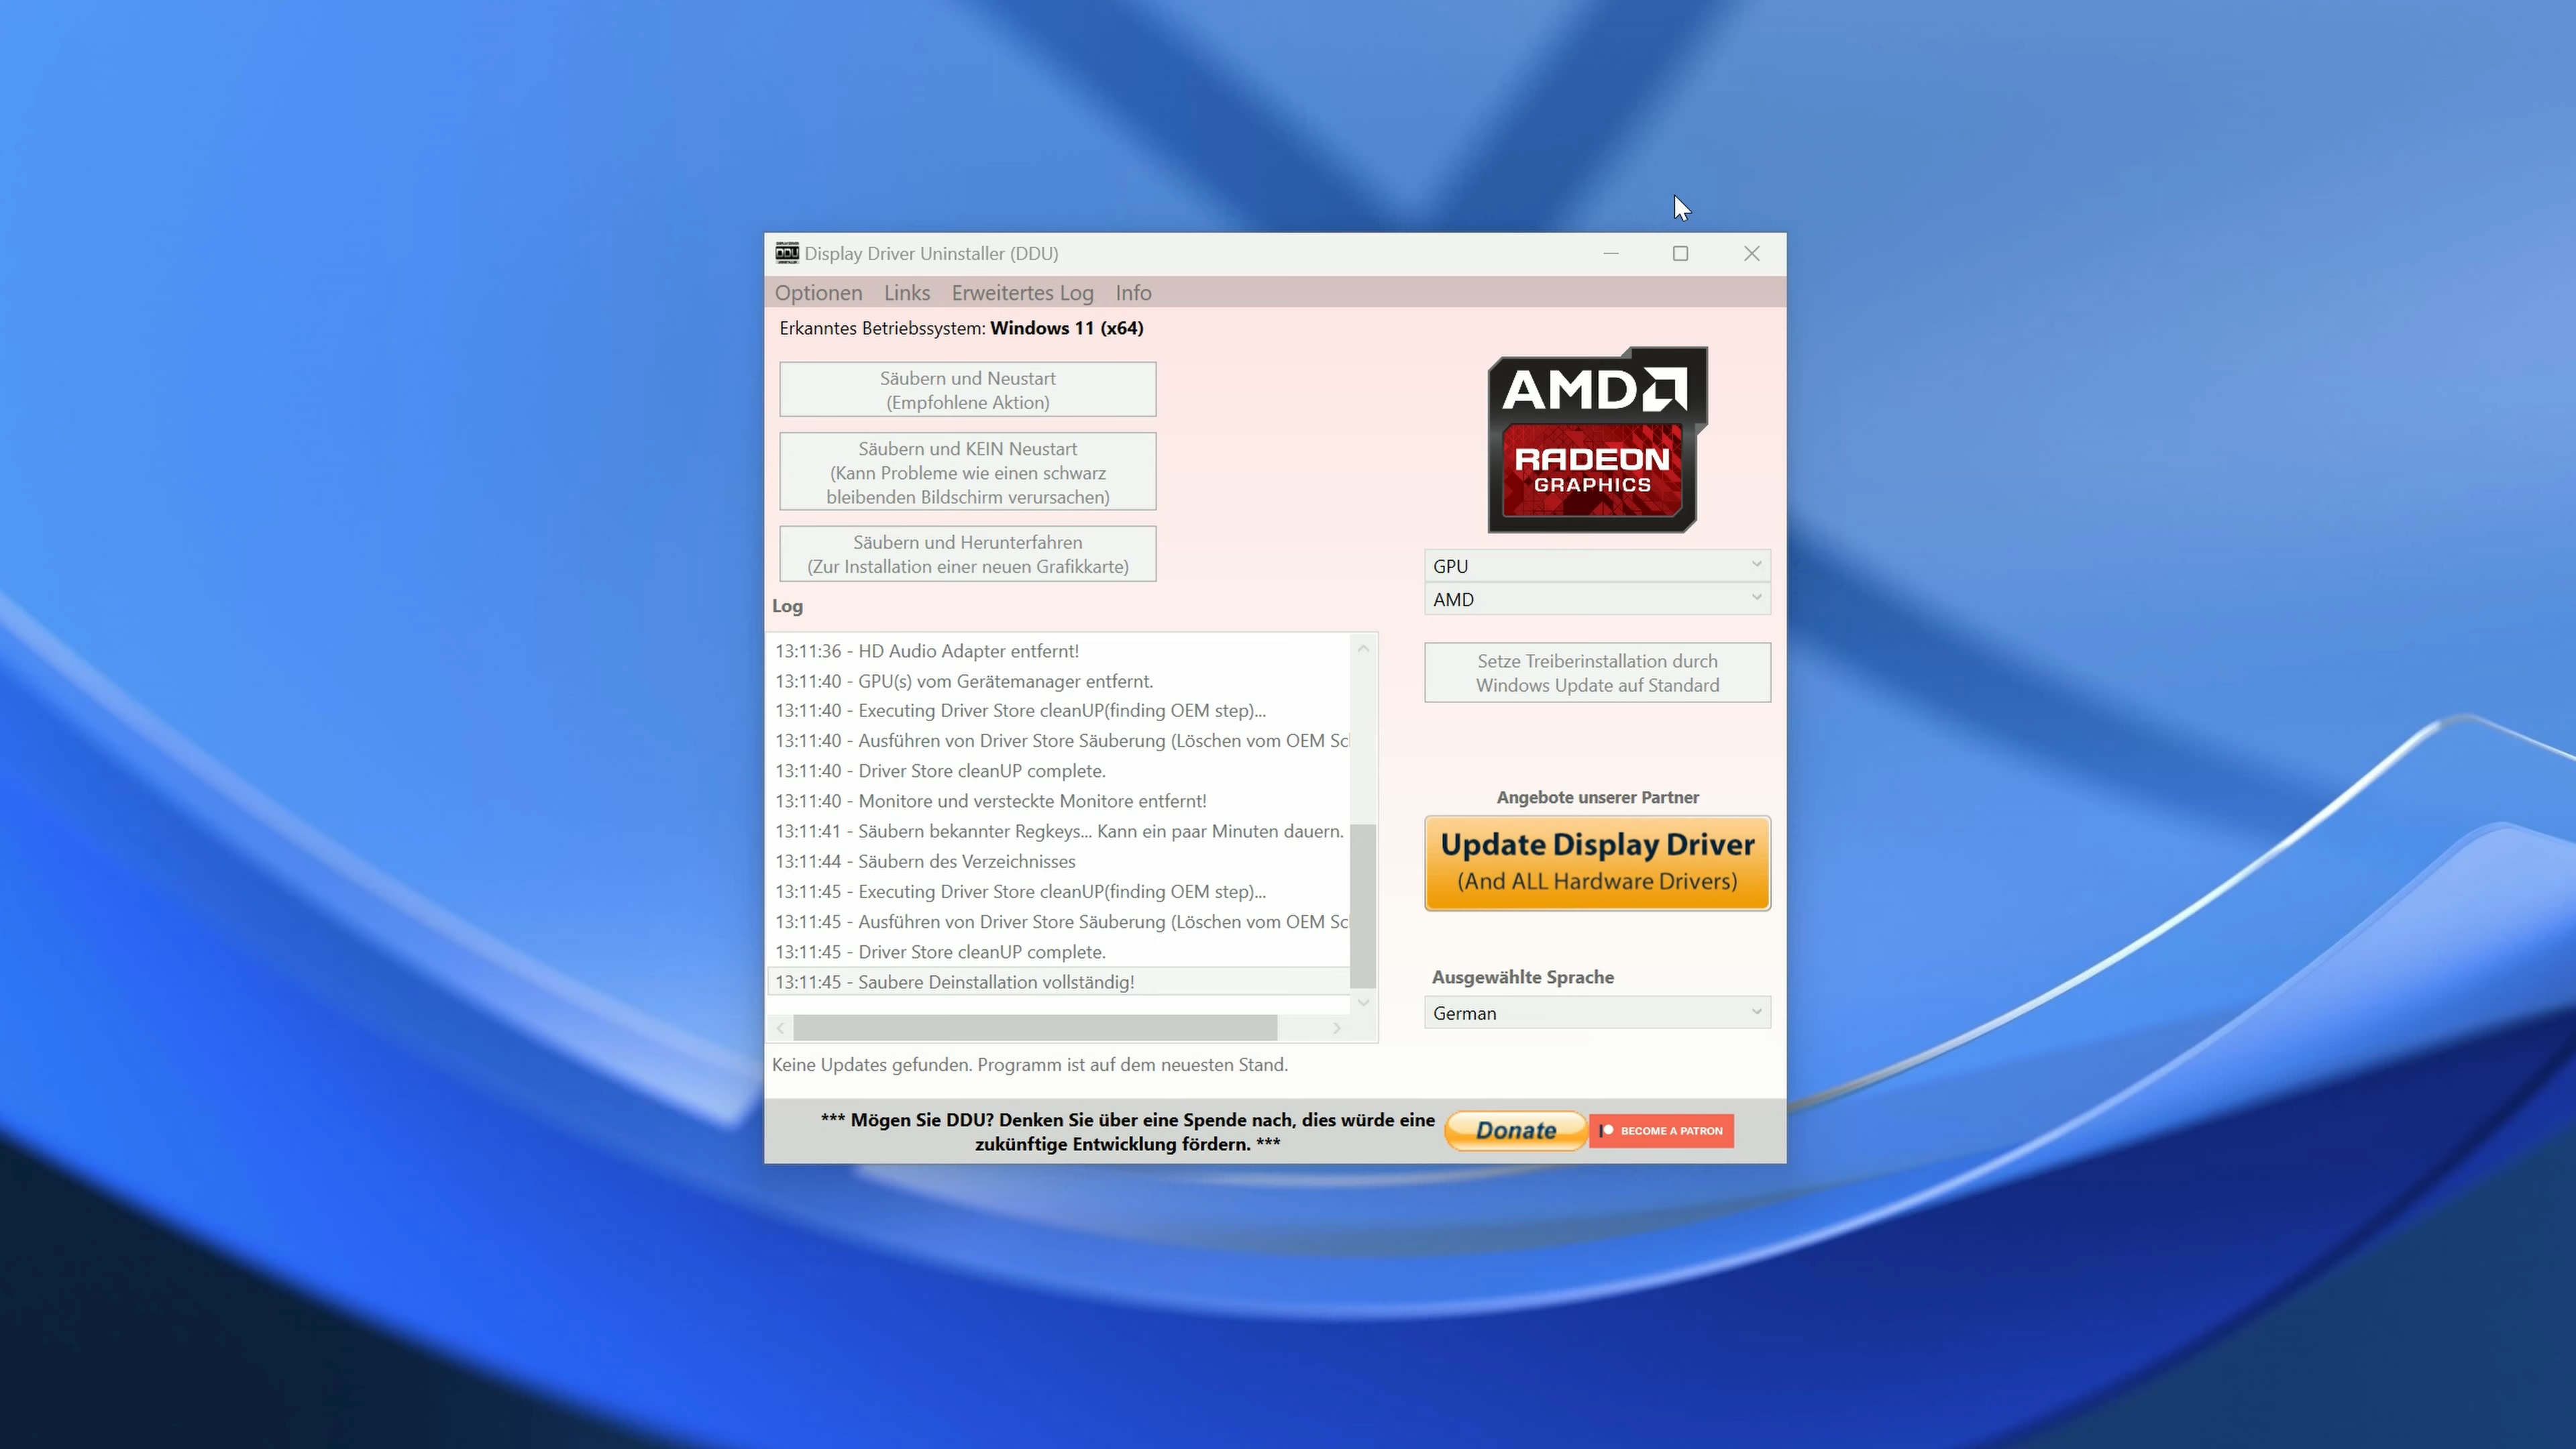 Display Driver Uninstaller (DDU)
Optionen Links Erweitertes Log Info
Erkanntes Betriebssystem: Windows 11 (x64)
Säubern und Neustart
(Empfohlene Aktion)
Säubern und KEIN Neustart
(Kann Probleme wie einen schwarz
bleibenden Bildschirm verursachen)
Säubern und Herunterfahren
(Zur Installation einer neuen Grafikkarte)
AMD
RADEON
GRAPHICS
GPU
AMD
Setze Treiberinstallation durch
Windows Update auf Standard
Log
13:11:36 - HD Audio Adapter entfernt!
13:11:40 - GPU(s) vom Gerätemanager entfernt.
13:11:40 - Executing Driver Store cleanUP(finding OEM step)...
13:11:40 - Ausführen von Driver Store Säuberung (Löschen vom OEM Sc
13:11:40 - Driver Store cleanUP complete.
13:11:40 - Monitore und versteckte Monitore entfernt!
13:11:41 - Säubern bekannter Regkeys... Kann ein paar Minuten dauern.
13:11:44 - Säubern des Verzeichnisses
13:11:45 - Executing Driver Store cleanUP(finding OEM step)...
13:11:45 - Ausführen von Driver Store Säuberung (Löschen vom OEM Sc
13:11:45 - Driver Store cleanUP complete.
13:11:45 - Saubere Deinstallation vollständig!
Angebote unserer Partner
Update Display Driver
(And ALL Hardware Drivers)
Ausgewählte Sprache
German
Keine Updates gefunden. Programm ist auf dem neuesten Stand.
*** Mögen Sie DDU? Denken Sie über eine Spende nach, dies würde eine
zukünftige Entwicklung fördern. ***
Donate
BECOME A PATRON